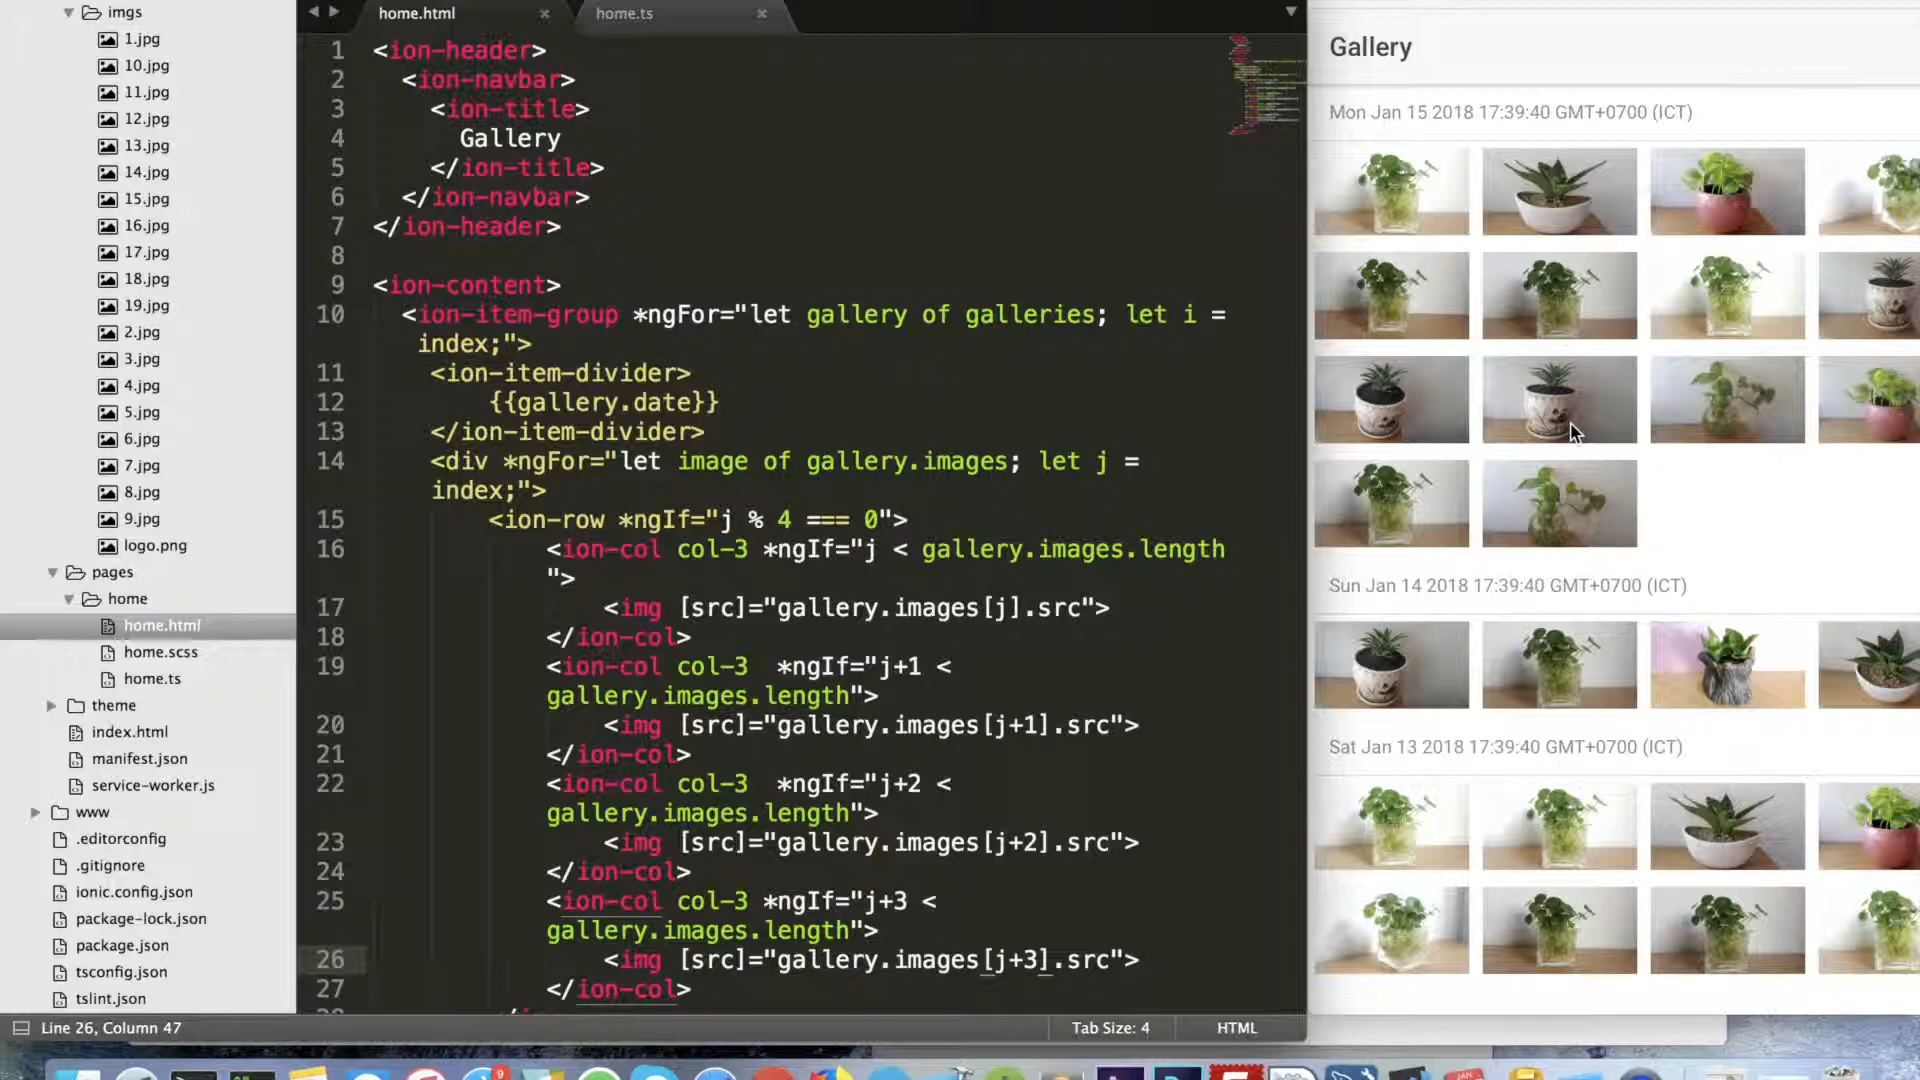 imgs
1.jpg
10.jpg
11.jpg
12.jpg
13.jpg
14.jpg
15.jpg
16.jpg
17.jpg
18.jpg
19.jpg
2.jpg
3.jpg
4.jpg
5.jpg
6.jpg
7.jpg
8.jpg
9.jpg
logo.png
pages
home
home.html
home.scss
home.ts
theme
index.html
manifest.json
service-worker.js
www
.editorconfig
.gitignore
ionic.config.json
package-lock.json
package.json
tsconfig.json
tslint.json
home.html
home.ts
1 <ion-header>
2 <ion-navbar>
3 <ion-title>
4 Gallery
5 </ion-title>
6 </ion-navbar>
7 </ion-header>
8
9 <ion-content>
10 <ion-item-group *ngFor="let gallery of galleries; let i =
index;">
11 <ion-item-divider>
12 {{gallery.date}}
13 </ion-item-divider>
14 <div *ngFor="let image of gallery.images; let j =
index;">
15 <ion-row *ngIf="j % 4 === 0">
16 <ion-col col-3 *ngIf="j < gallery.images.length
">
17 <img [src]="gallery.images[j].src">
18 </ion-col>
19 <ion-col col-3  *ngIf="j+1 <
gallery.images.length">
20 <img [src]="gallery.images[j+1].src">
21 </ion-col>
22 <ion-col col-3  *ngIf="j+2 <
gallery.images.length">
23 <img [src]="gallery.images[j+2].src">
24 </ion-col>
25 <ion-col col-3 *ngIf="j+3 <
gallery.images.length">
26 <img [src]="gallery.images[j+3].src">
27 </ion-col>
Line 26, Column 47
Tab Size: 4
HTML
Gallery
Mon Jan 15 2018 17:39:40 GMT+0700 (ICT)
Sun Jan 14 2018 17:39:40 GMT+0700 (ICT)
Sat Jan 13 2018 17:39:40 GMT+0700 (ICT)
9
JAN